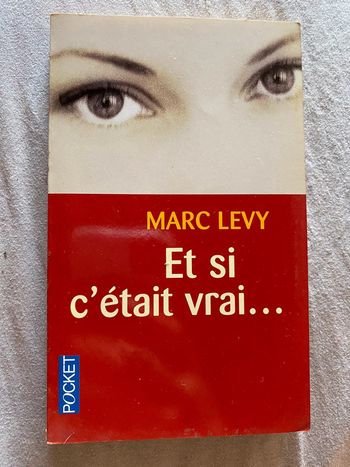 MARC LEVY
Et si
c'était vrai...
POCKET